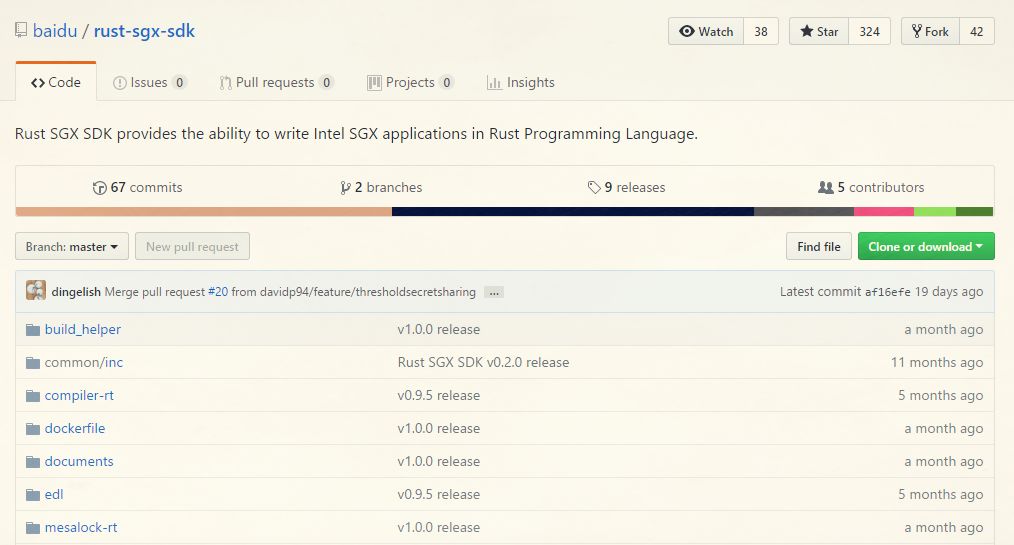 baidu / rust-sgx-sdk Watch 38 Star 324 Fork 42
Code Issues 0 Pull requests 0 Projects 0 Insights
Rust SGX SDK provides the ability to write Intel SGX applications in Rust Programming Language.
67 commits 2 branches 9 releases 5 contributors
Branch: master New pull request Find file Clone or download
dingelish Merge pull request #20 from davidp94/feature/thresholdsecretsharing ... Latest commit af16efe 19 days ago
build_helper v1.0.0 release a month ago
common/inc Rust SGX SDK v0.2.0 release 11 months ago
compiler-rt v0.9.5 release 5 months ago
dockerfile v1.0.0 release a month ago
documents v1.0.0 release a month ago
edl v0.9.5 release 5 months ago
mesalock-rt v1.0.0 release a month ago